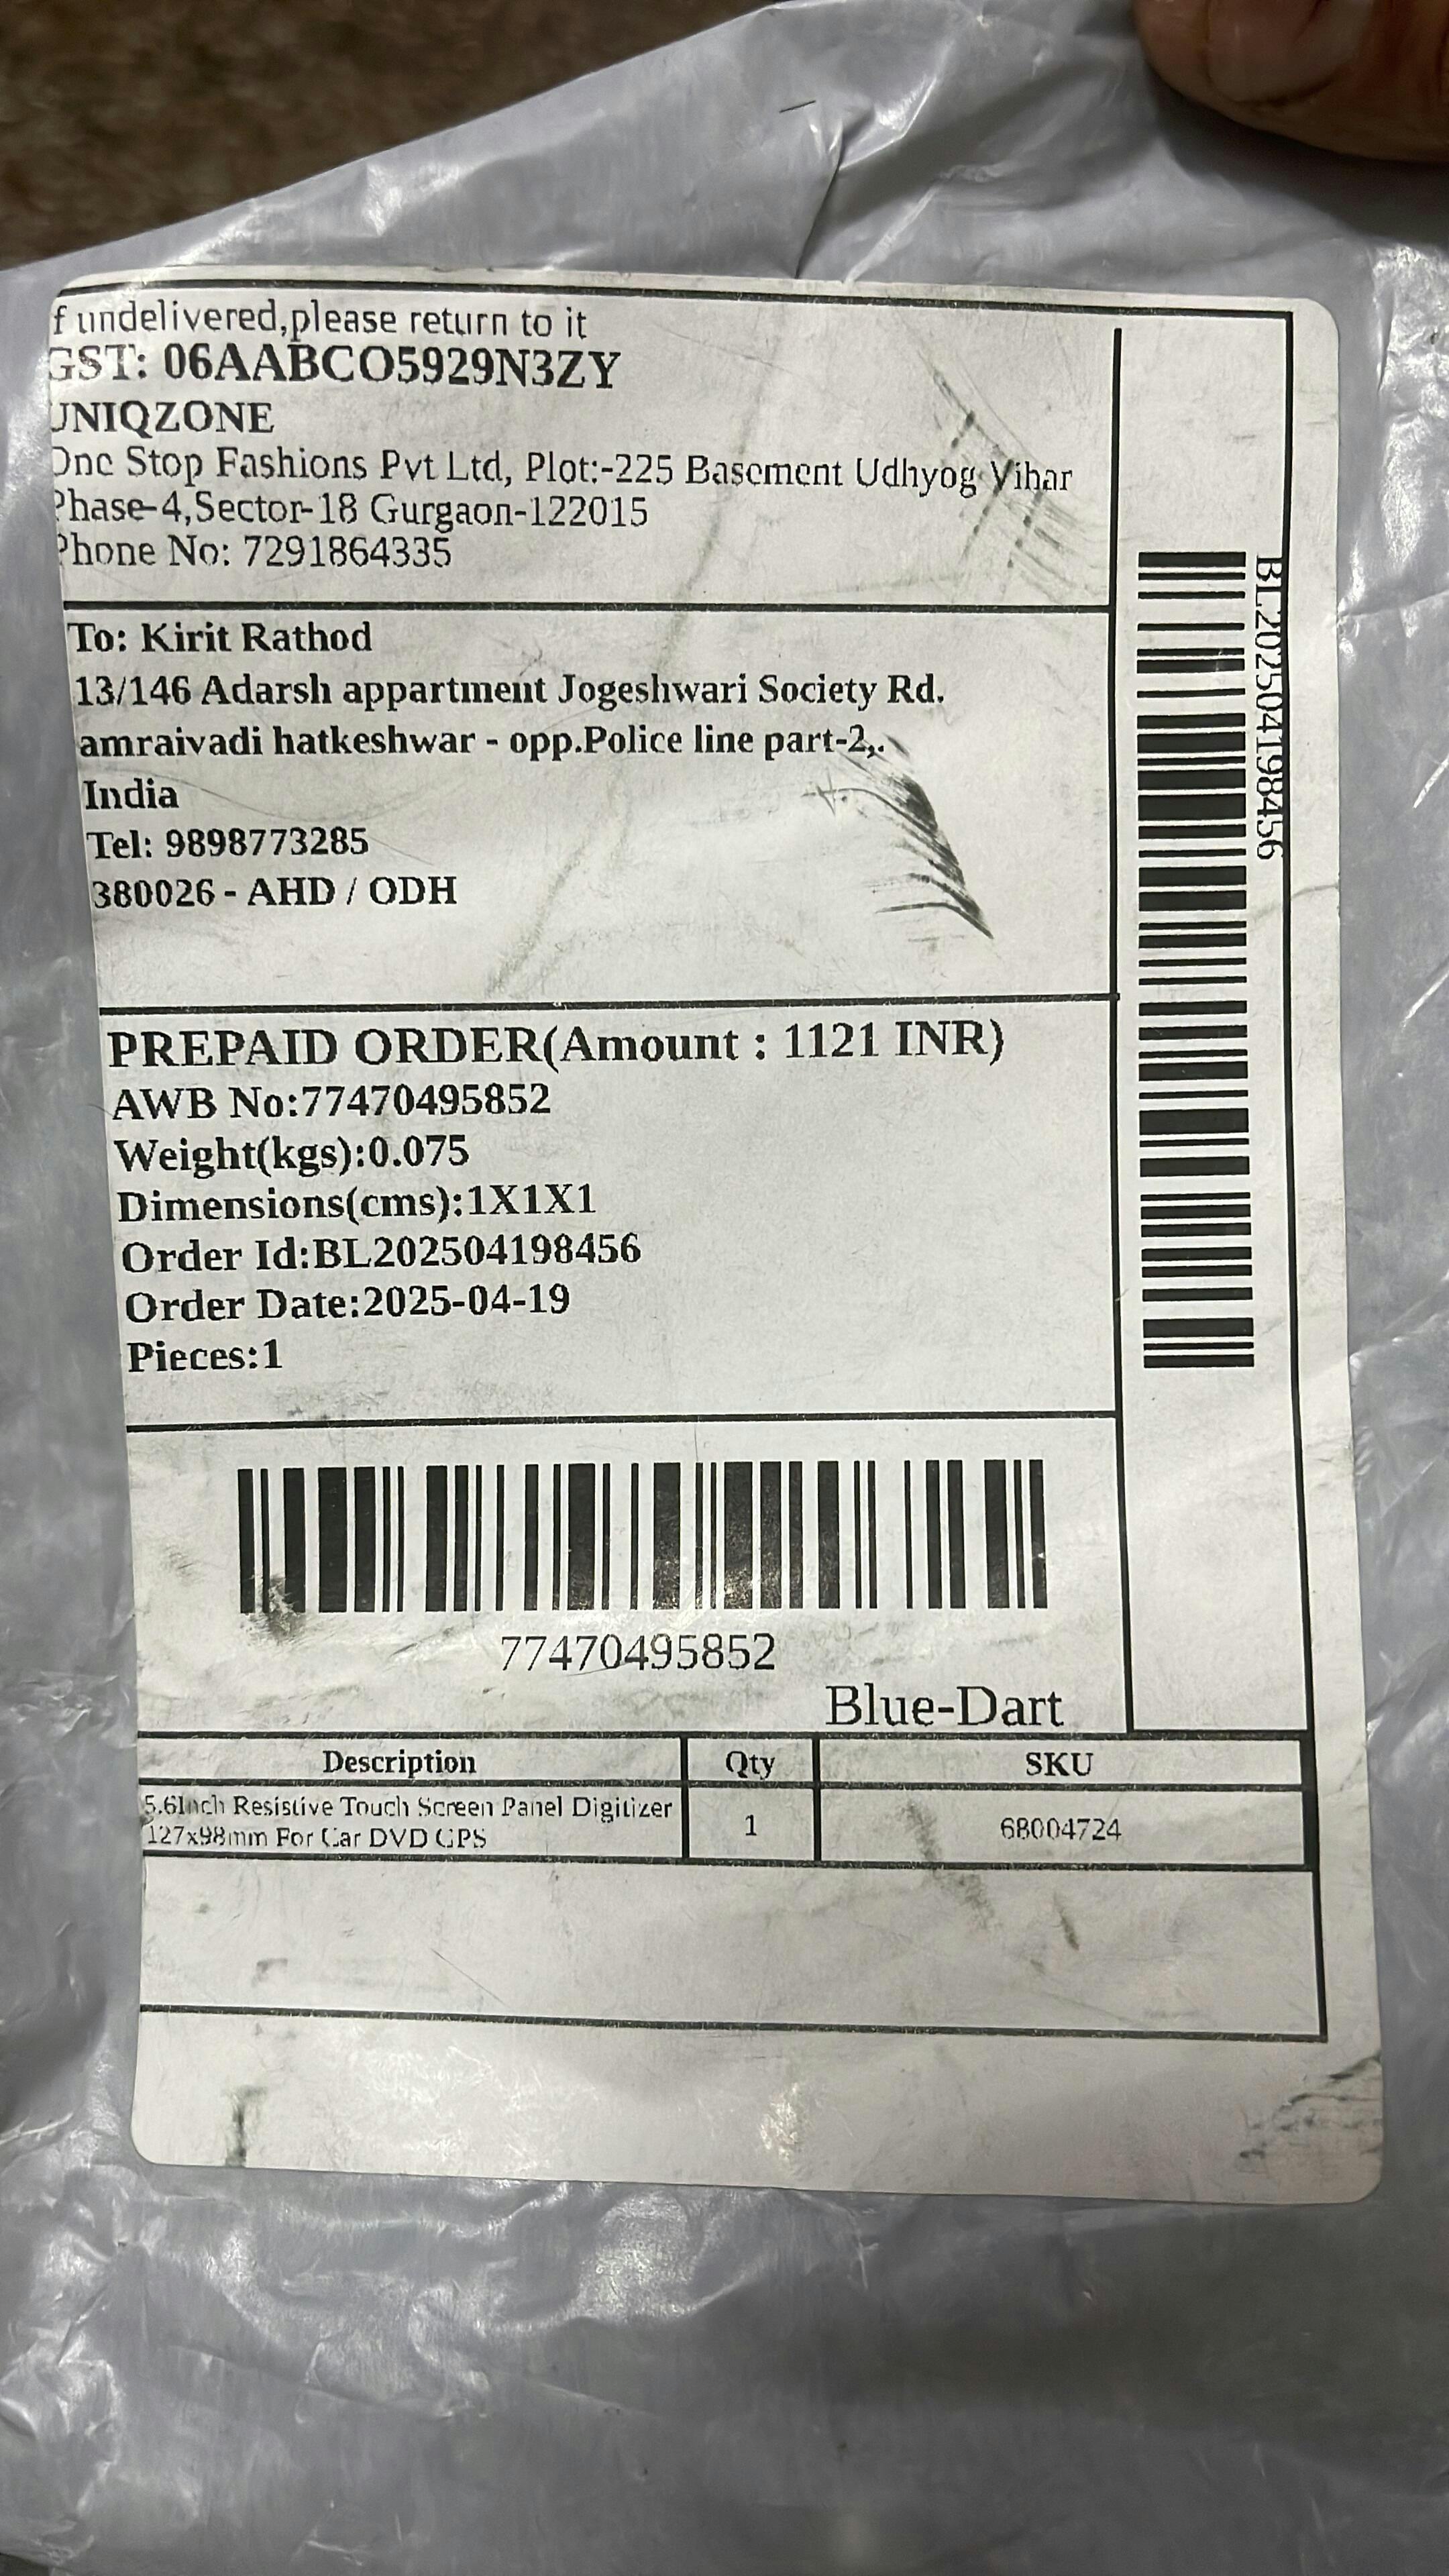 f undelivered,please return to it
GST: 06AABCO5929N3ZY
UNIQZONE
One Stop Fashions Pvt Ltd, Plot:-225 Basement Udhyog Vihar
Phase-4,Sector-18 Gurgaon-122015
Phone No: 7291864335
To: Kirit Rathod
13/146 Adarsh appartment Jogeshwari Society Rd.
amraivadi hatkeshwar - opp.Police line part-2,.
India
Tel: 9898773285
380026 - AHD / ODH
BL202504198456
PREPAID ORDER(Amount : 1121 INR)
AWB No:77470495852
Weight(kgs):0.075
Dimensions(cms):1X1X1
Order Id:BL202504198456
Order Date:2025-04-19
Pieces:1
77470495852
Blue-Dart
Description Qty SKU
5.6Inch Resistive Touch Screen Panel Digitizer
127x98mm For Car DVD GPS
1
68004724